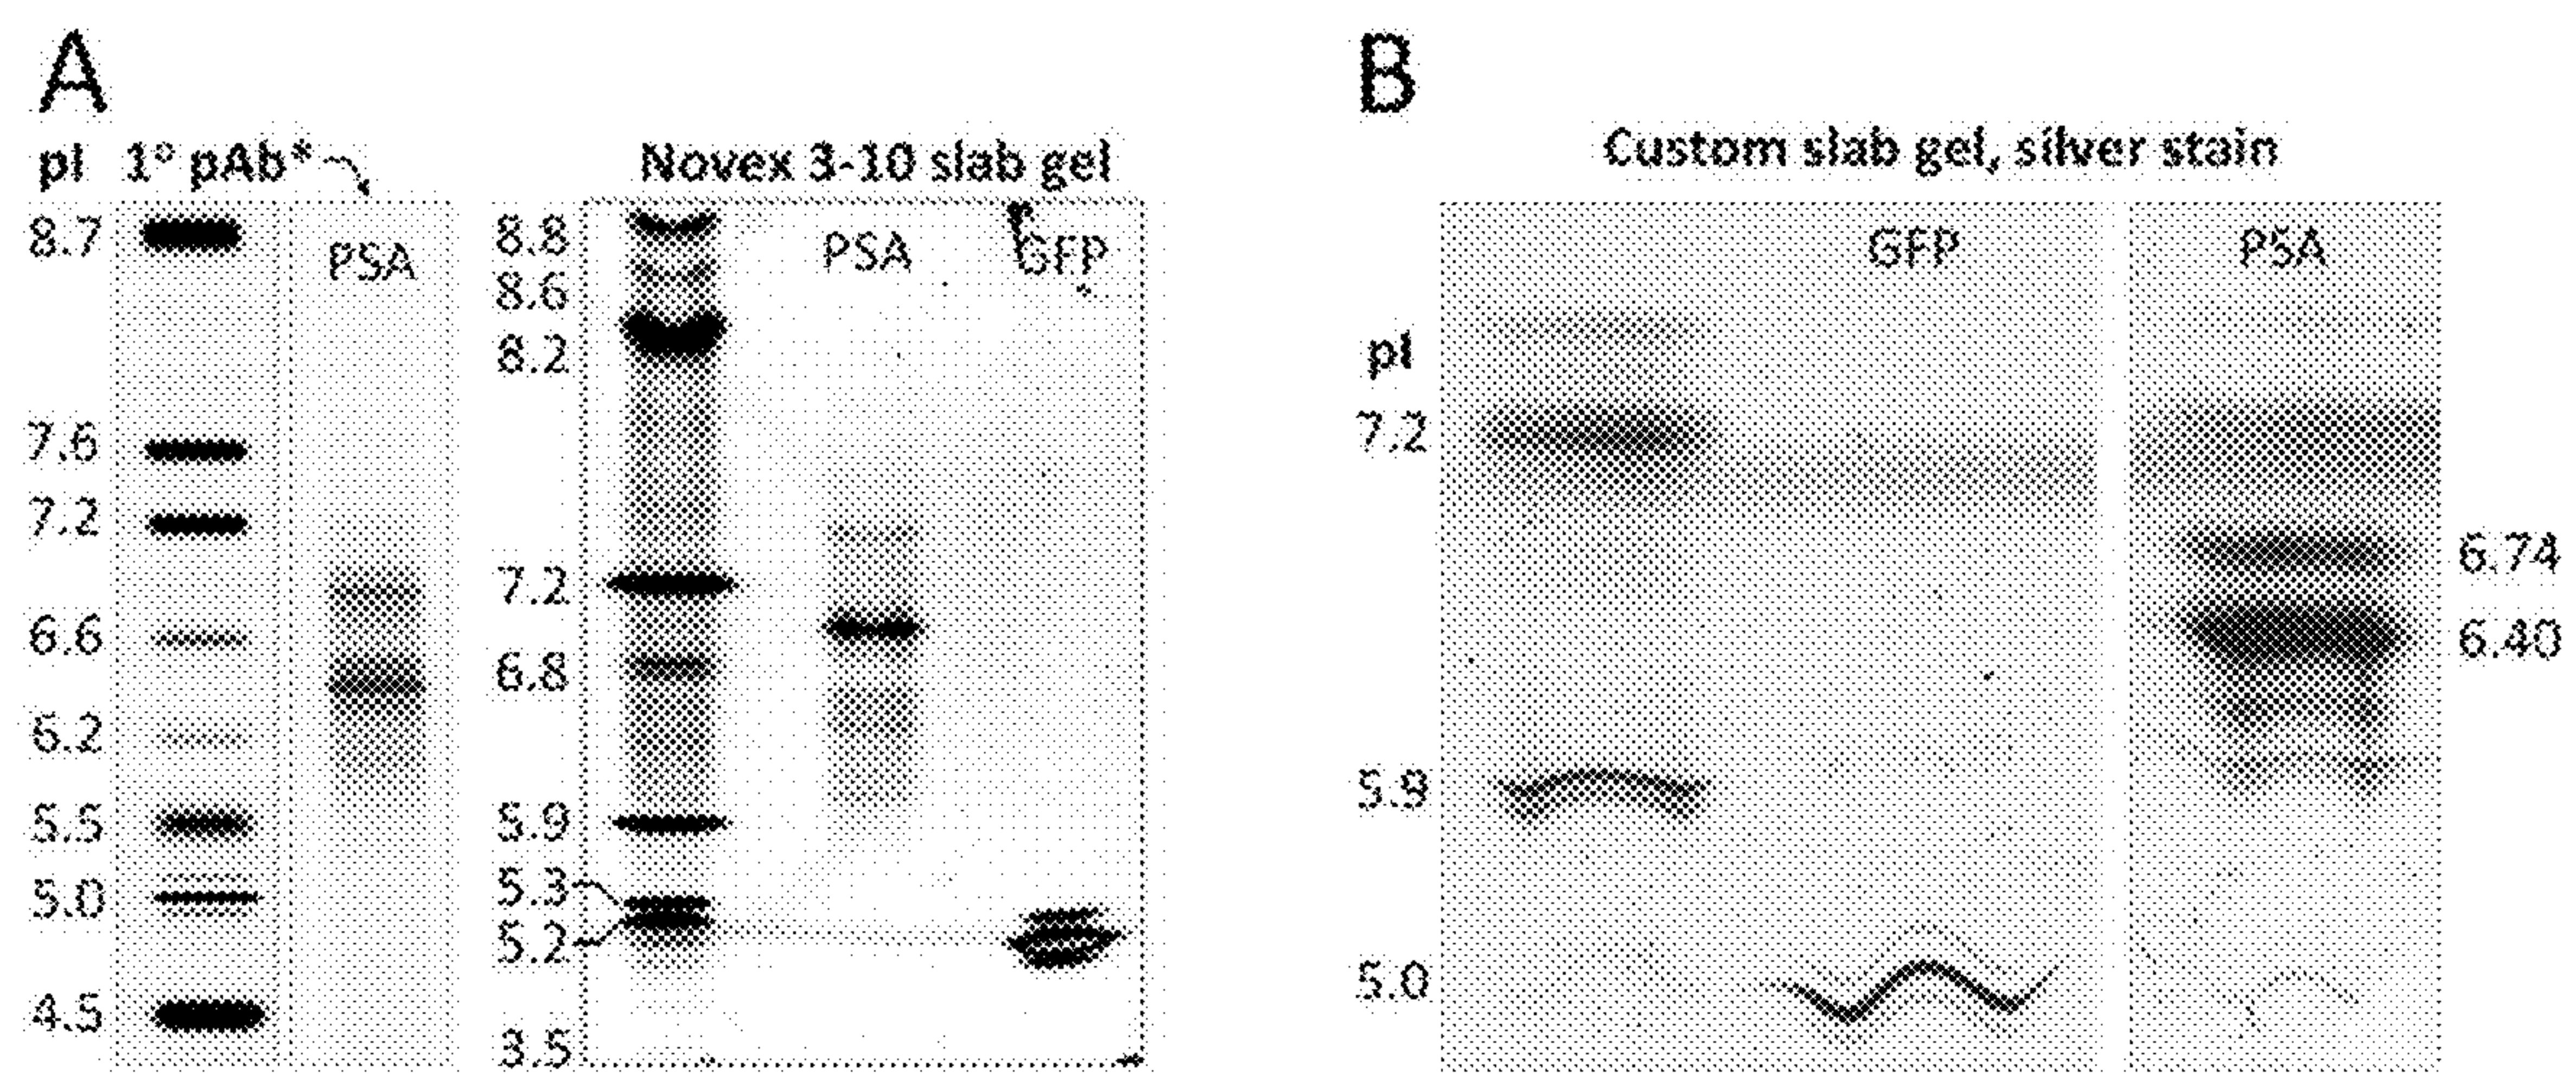 A
pI 1° pAb*
PSA
8.7
7.6
7.2
6.6
6.2
5.5
5.0
4.5
Novex 3-10 slab gel
PSA GFP
8.8
8.6
8.2
7.2
6.8
5.9
5.3
5.2
3.5
B
Custom slab gel, silver stain
GFP PSA
pI
7.2
5.9
5.0
6.74
6.40